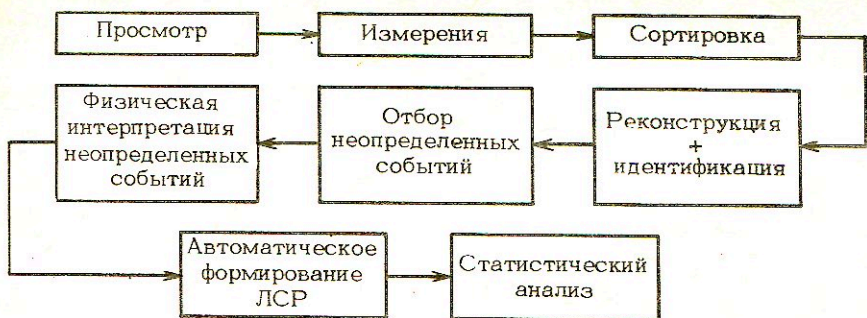 Просмотр
Измерения
Сортировка
Реконструкция
+
идентификация
Отбор
неопределенных
событий
Физическая
интерпретация
неопределенных
событий
Автоматическое
формирование
ЛСР
Статистический
анализ